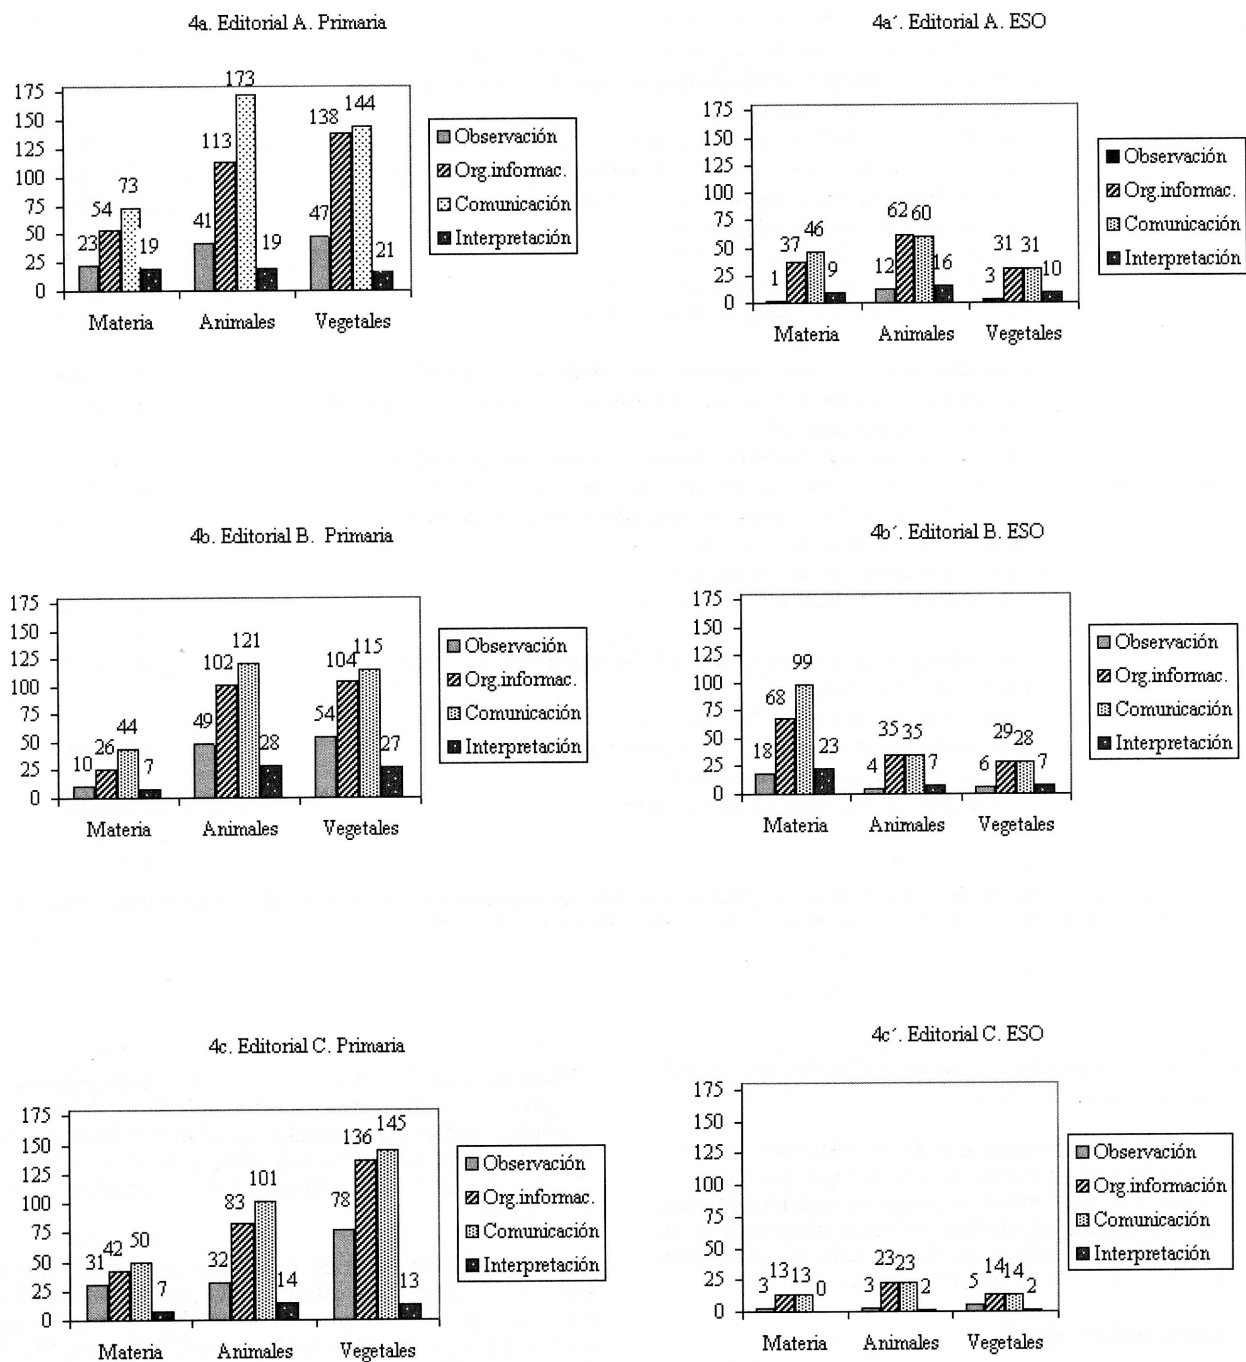 4a. Editorial A. Primaria
175
150
125
100
75
50
25
0
23
54
73
19
41
113
173
19
47
138
144
21
Materia
Animales
Vegetales
Observación
Org.informac.
Comunicación
Interpretación
4a´. Editorial A. ESO
175
150
125
100
75
50
25
0
1
37
46
9
12
62
60
16
3
31
31
10
Materia
Animales
Vegetales
Observación
Org.informac.
Comunicación
Interpretación
4b. Editorial B. Primaria
175
150
125
100
75
50
25
0
10
26
44
7
49
102
121
28
54
104
115
27
Materia
Animales
Vegetales
Observación
Org.informac.
Comunicación
Interpretación
4b´. Editorial B. ESO
175
150
125
100
75
50
25
0
18
68
99
23
4
35
35
7
6
29
28
7
Materia
Animales
Vegetales
Observación
Org.informac.
Comunicación
Interpretación
4c. Editorial C. Primaria
175
150
125
100
75
50
25
0
31
42
50
7
32
83
101
14
78
136
145
13
Materia
Animales
Vegetales
Observación
Org.informac.
Comunicación
Interpretación
4c´. Editorial C. ESO
175
150
125
100
75
50
25
0
3
13
13
0
3
23
23
2
5
14
14
2
Materia
Animales
Vegetales
Observación
Org.información
Comunicación
Interpretación